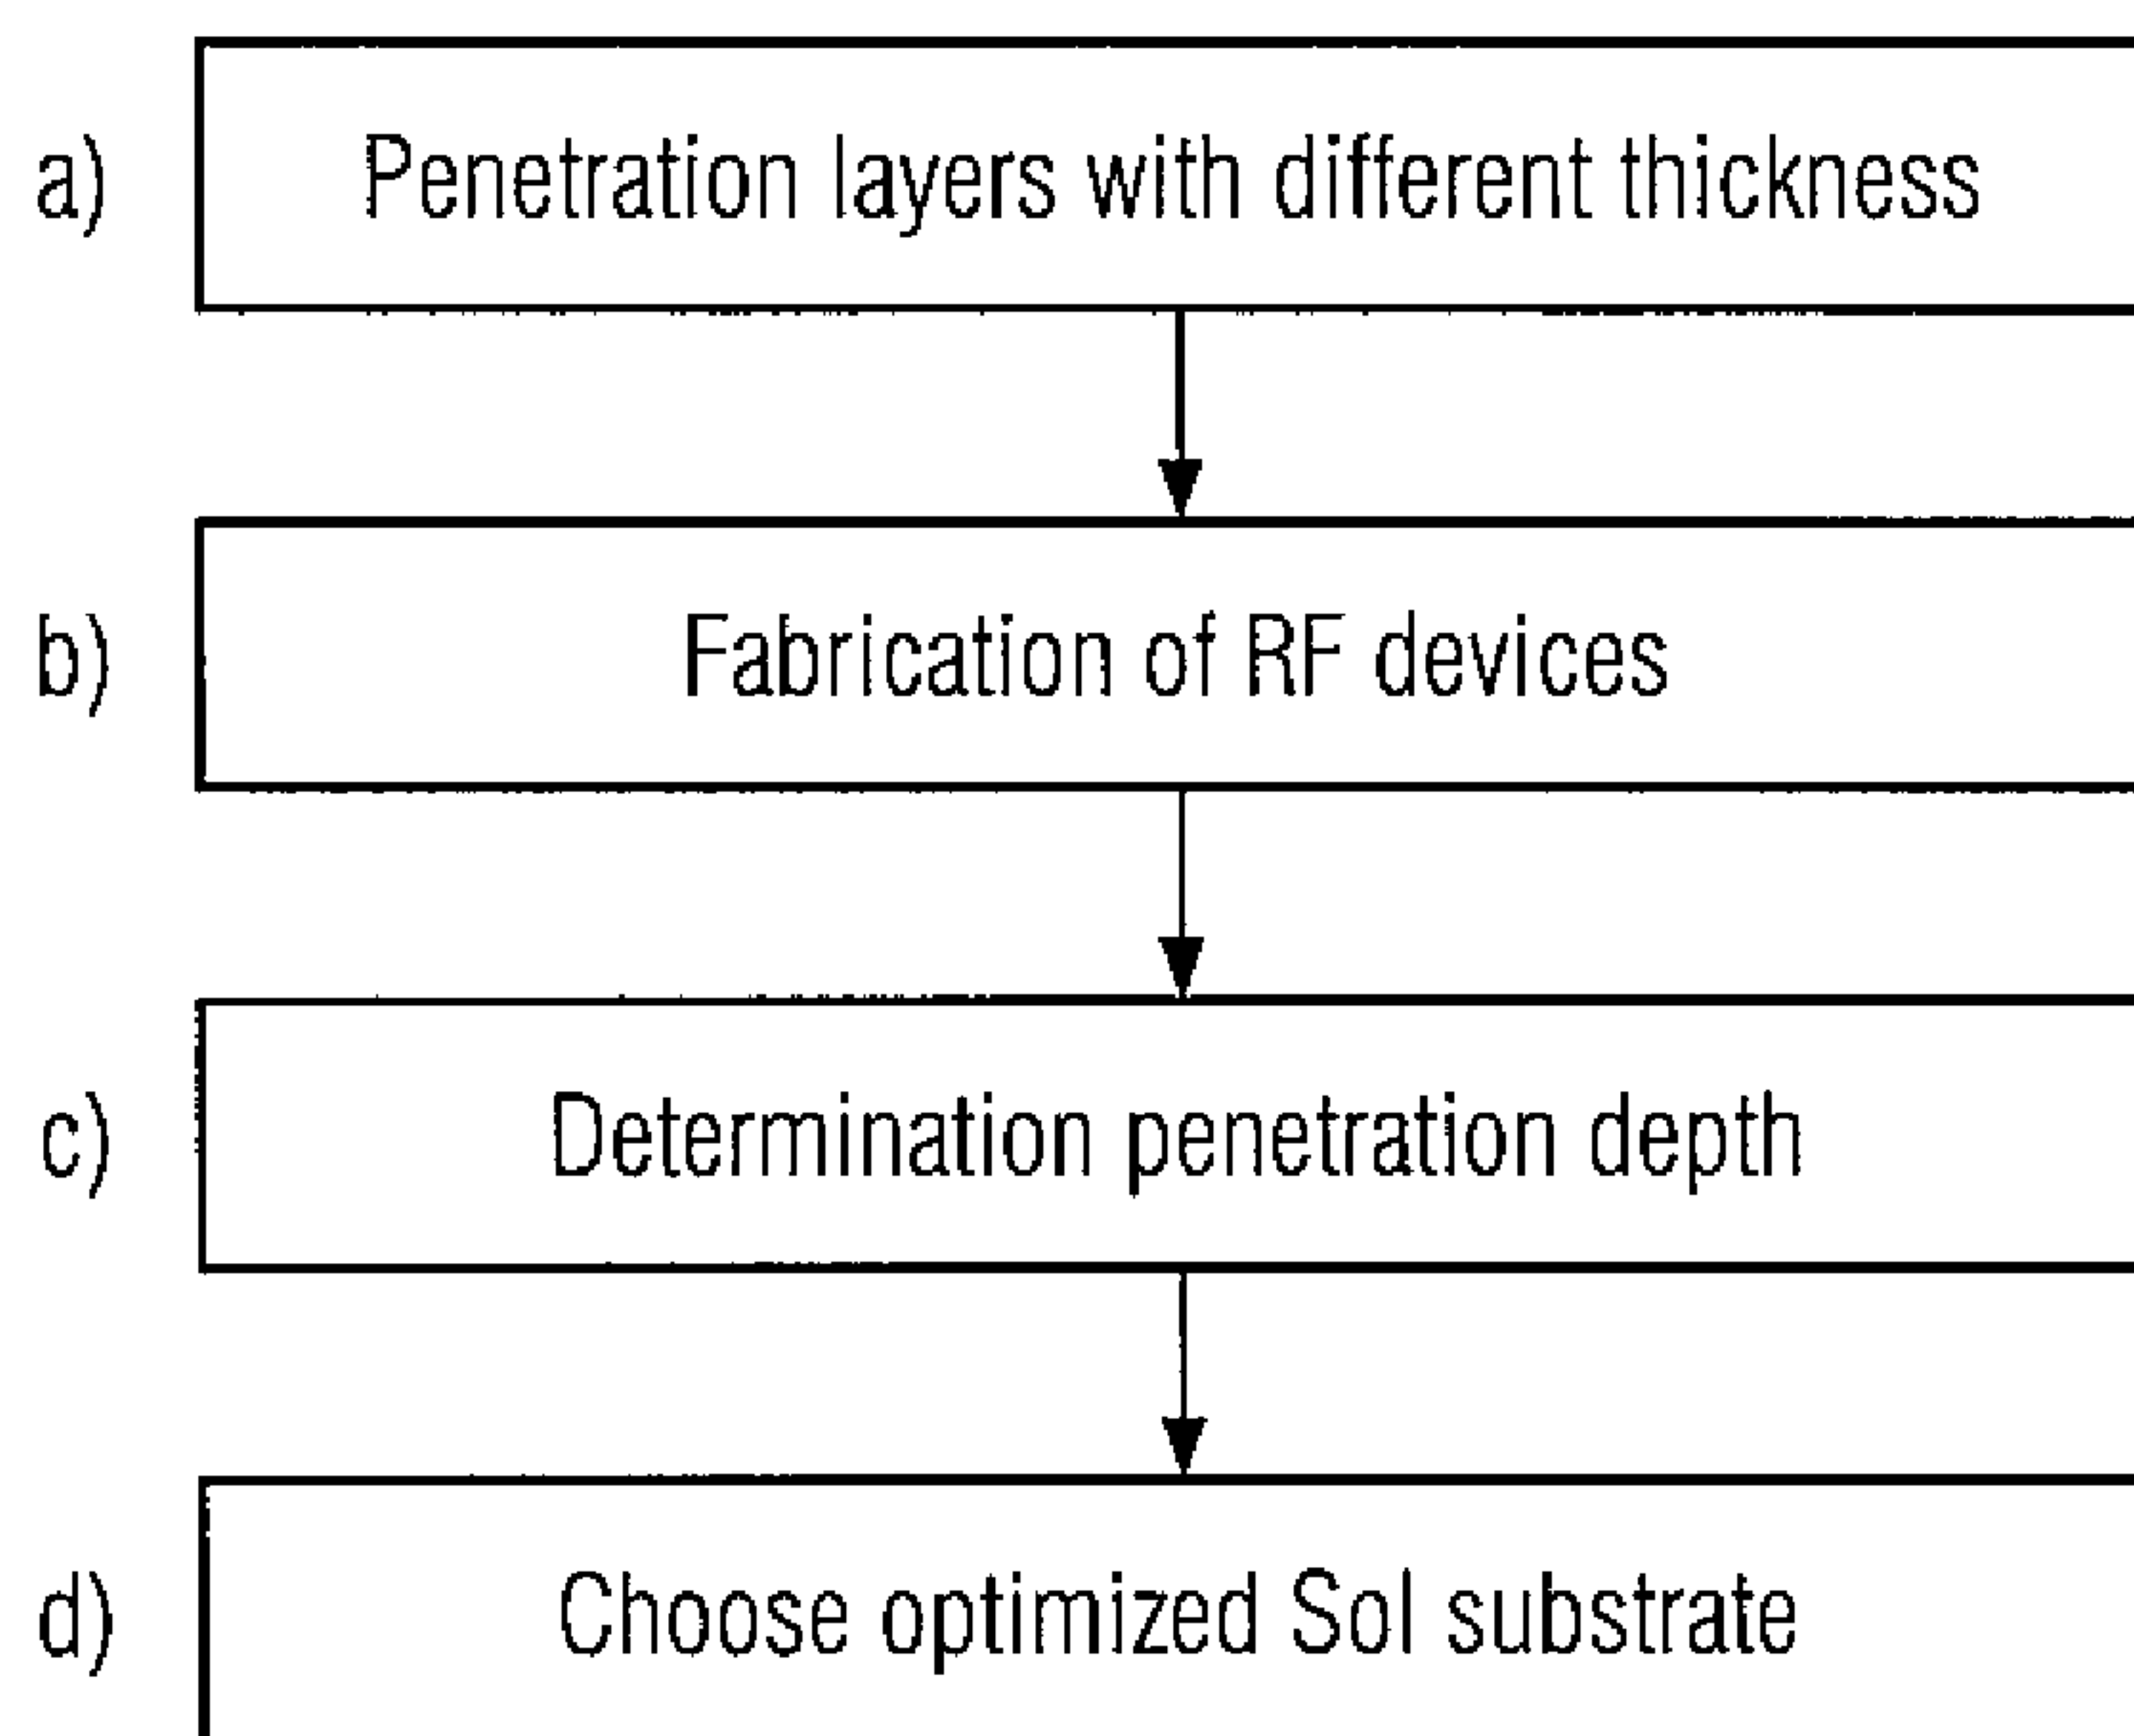 a) Penetration layers with different thickness
b) Fabrication of RF devices
c) Determination penetration depth
d) Choose optimized SoI substrate